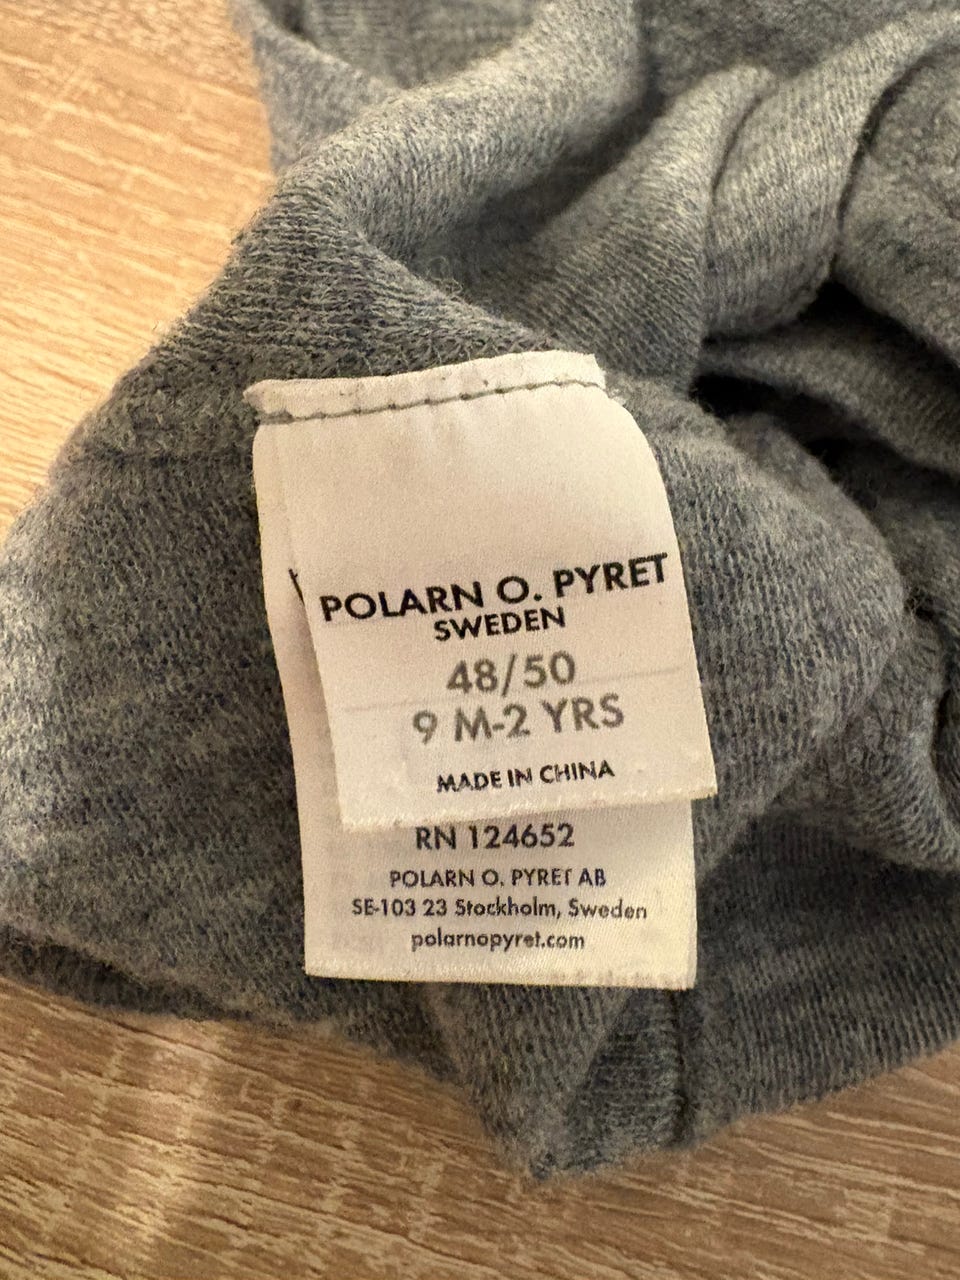 POLARN O. PYRET
SWEDEN
48/50
9 M-2 YRS
MADE IN CHINA
RN 124652
POLARN O. PYRET AB
SE-103 23 Stockholm, Sweden
polarnopyret.com